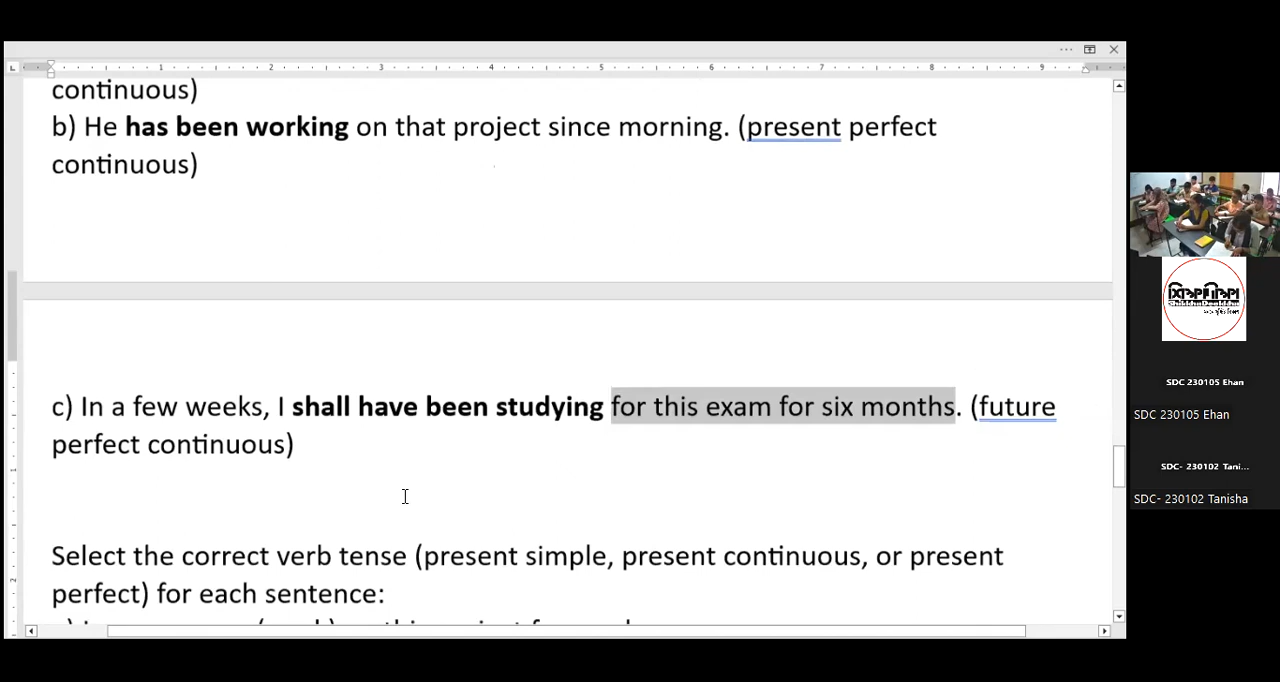 continuous)
b) He has been working on that project since morning. (present perfect
continuous)
c) In a few weeks, I shall have been studying for this exam for six months. (future
perfect continuous)
Select the correct verb tense (present simple, present continuous, or present
perfect) for each sentence:
SDC 230105 Ehan
SDC 230105 Ehan
SDC- 230102 Tani...
SDC- 230102 Tanisha